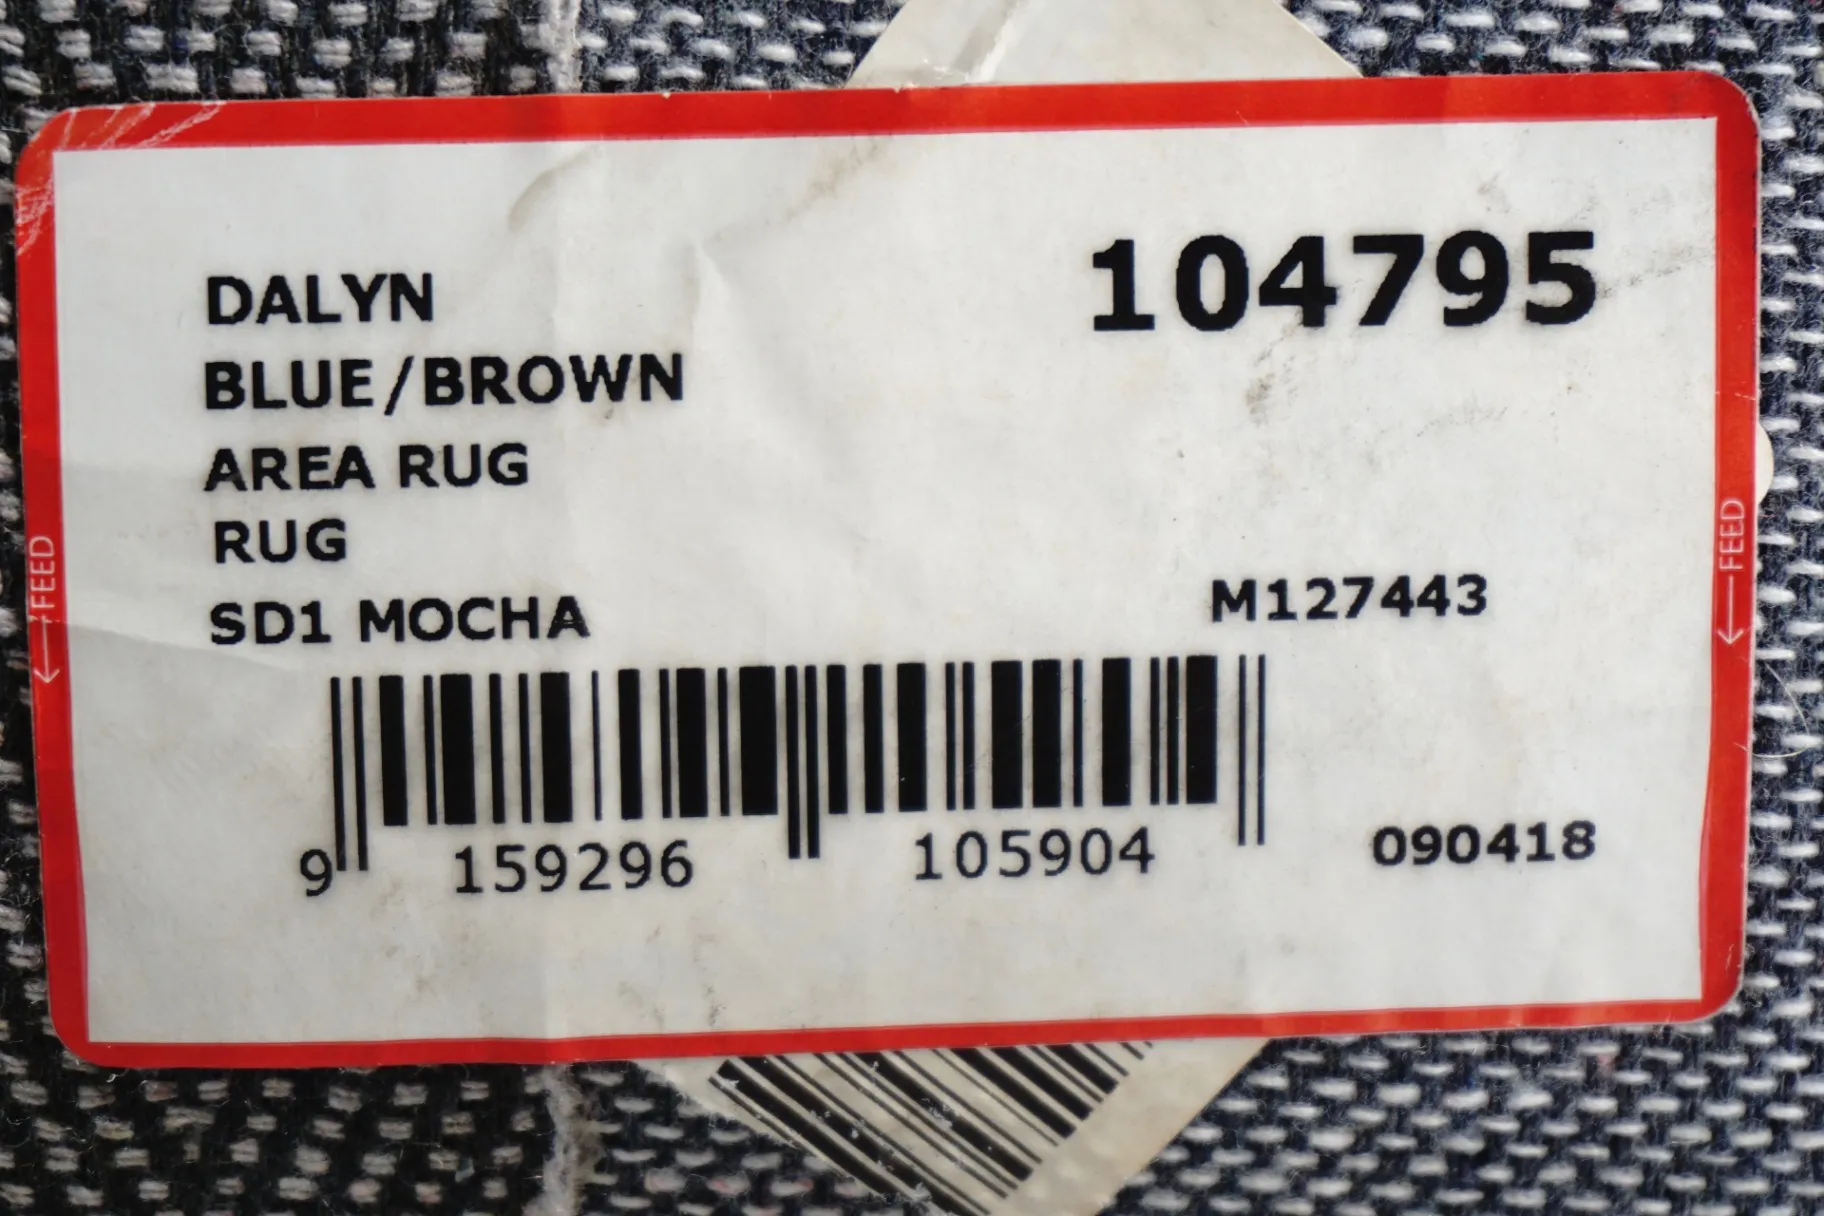 DALYN
104795
BLUE/BROWN
AREA RUG
RUG
SD1 MOCHA
M127443
9 159296 105904
090418
←FEED
←FEED